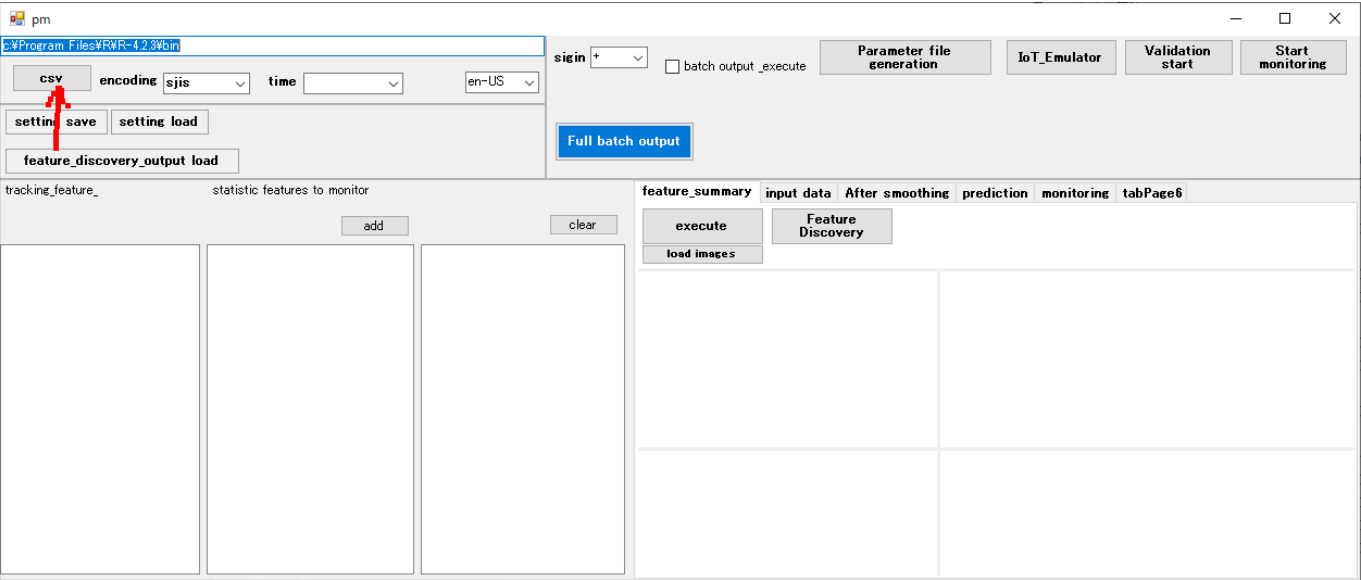 pm
c:¥Program Files¥R¥R-4.2.3¥bin
csv encoding sjis time en-US
setting save setting load
feature_discovery_output load
sigin + batch output _execute
Parameter file
generation
IoT_Emulator
Validation
start
Start
monitoring
Full batch output
tracking_feature_ statistic features to monitor
add clear
feature_summary input data After smoothing prediction monitoring tabPage6
execute
Feature
Discovery
load images